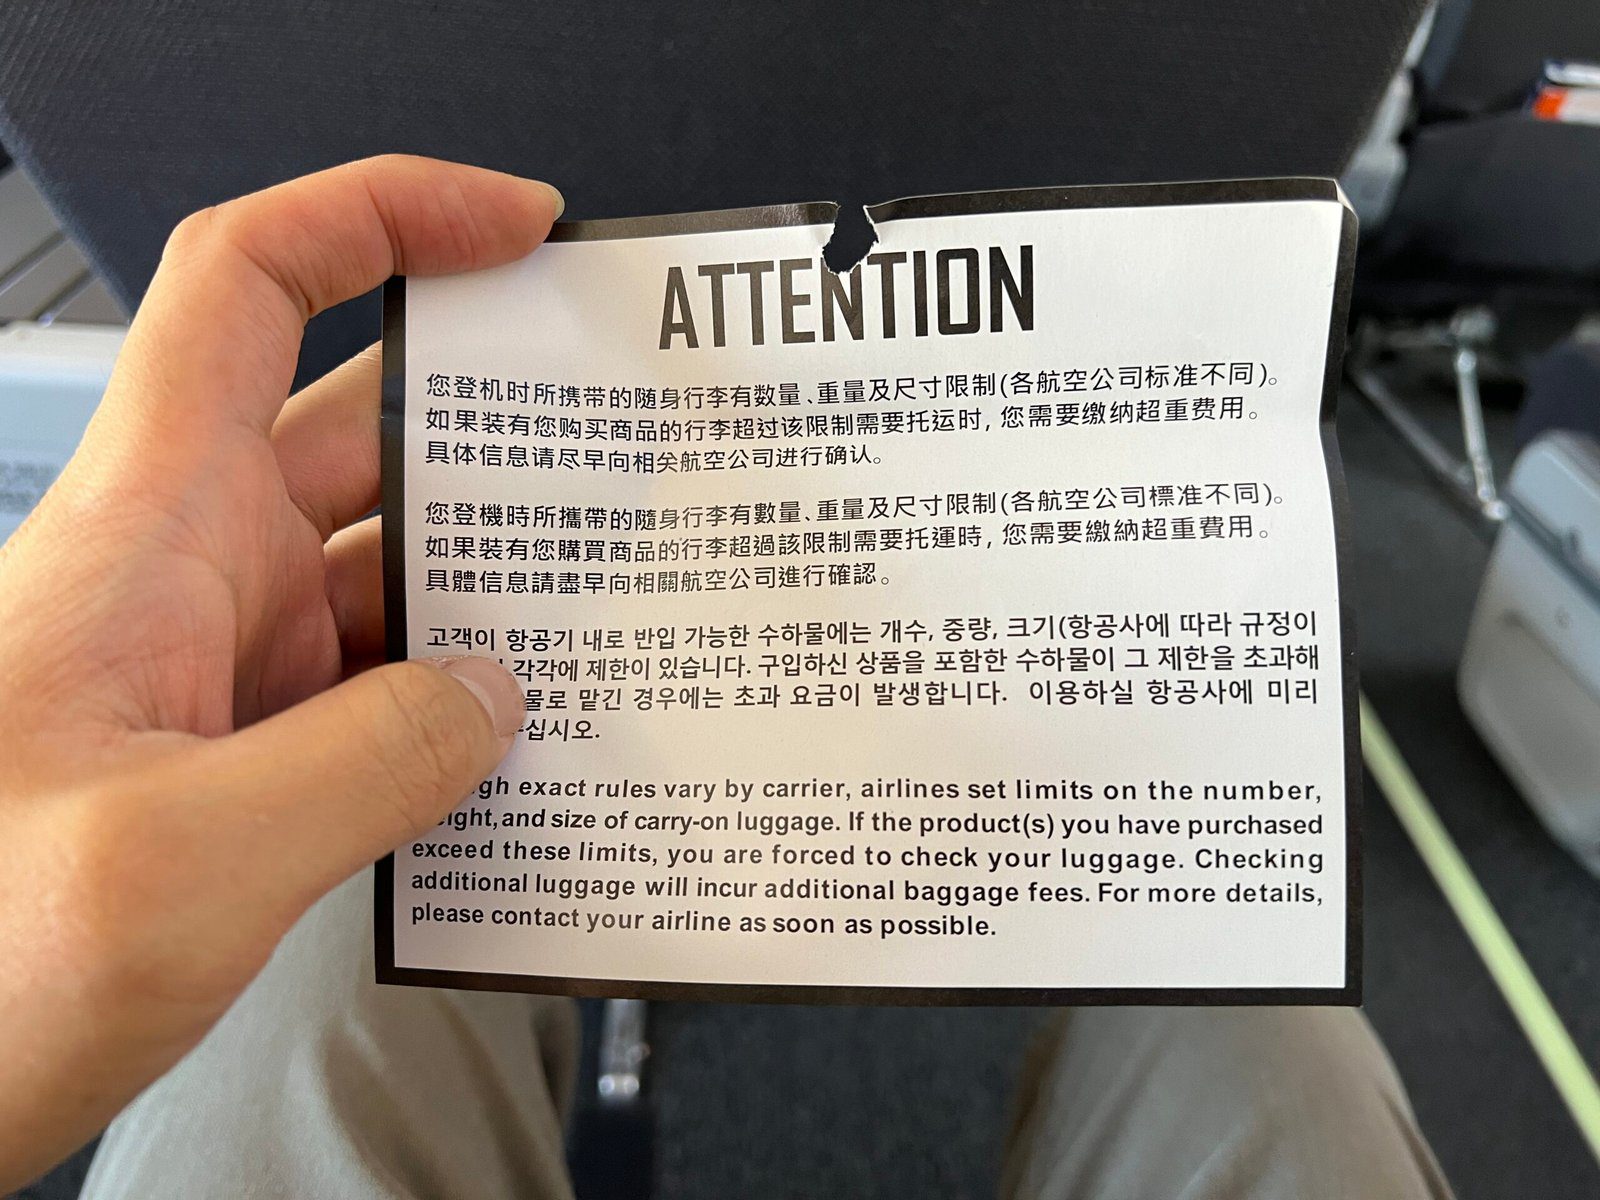 ATTENTION
您登机时所携带的随身行李有数量、重量及尺寸限制(各航空公司标准不同)。
如果装有您购买商品的行李超过该限制需要托运时, 您需要缴纳超重费用。
具体信息请尽早向相关航空公司进行确认。
您登機時所攜帶的隨身行李有數量、重量及尺寸限制(各航空公司標准不同)。
如果裝有您購買商品的行李超過該限制需要托運時, 您需要繳納超重費用。
具體信息請盡早向相關航空公司進行確認。
고객이 항공기 내로 반입 가능한 수하물에는 개수, 중량, 크기(항공사에 따라 규정이
각각에 제한이 있습니다. 구입하신 상품을 포함한 수하물이 그 제한을 초과해
맡긴 경우에는 초과 요금이 발생합니다. 이용하실 항공사에 미리
exact rules vary by carrier, airlines set limits on the number,
and size of carry-on luggage. If the product(s) you have purchased
exceed these limits, you are forced to check your luggage. Checking
additional luggage will incur additional baggage fees. For more details,
please contact your airline as soon as possible.